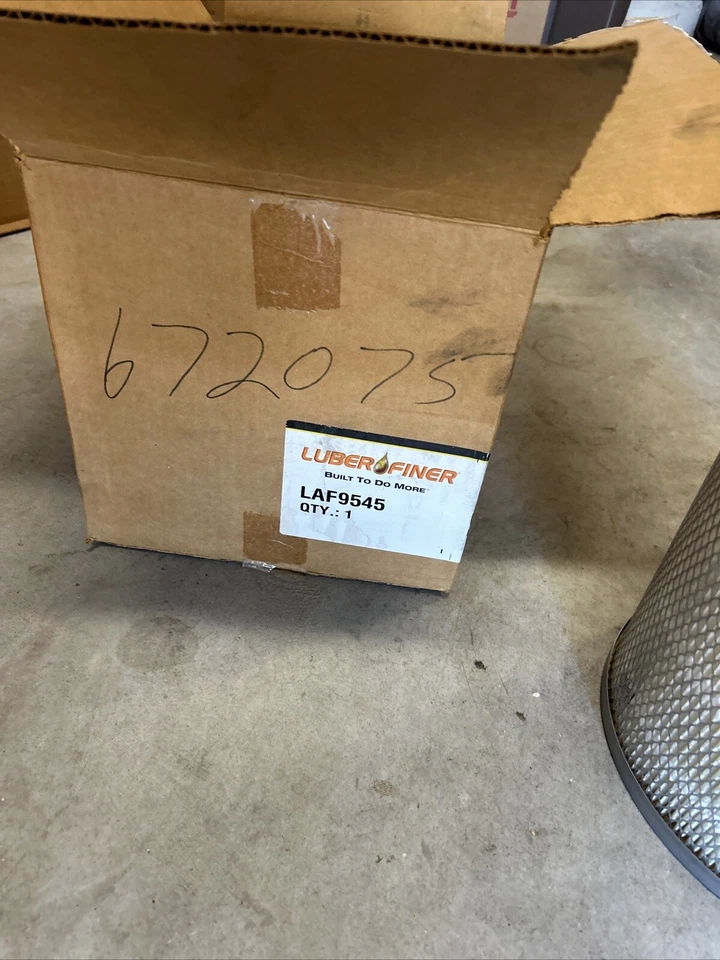 672075
LUBERFINER
BUILT TO DO MORE
LAF9545
QTY.: 1